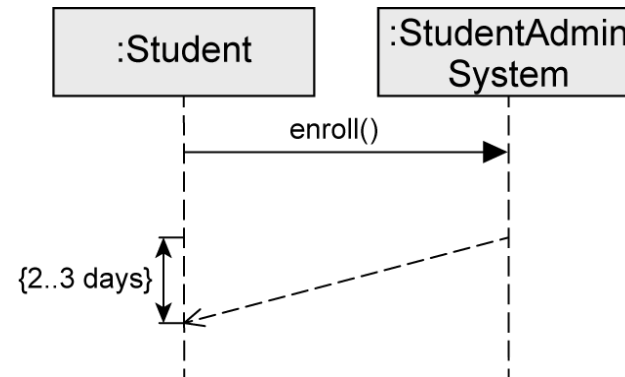 :Student
:StudentAdmin
System
enroll()
{2..3 days}